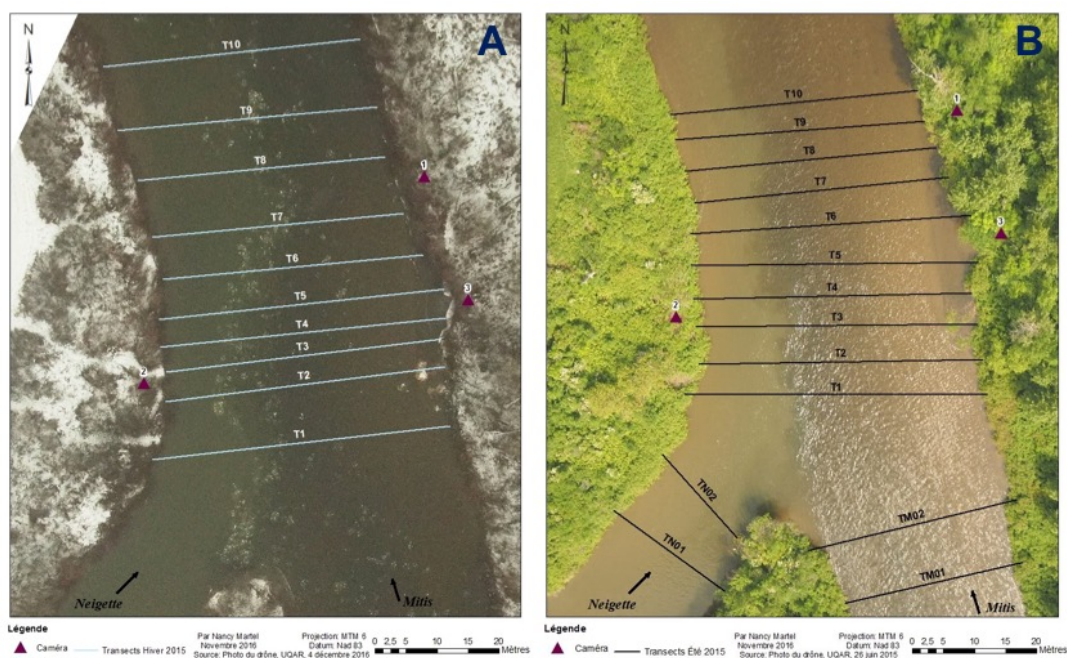 A
N
T10
T9
T8
1
T7
T6
3
T5
T4
T3
2
T2
T1
Neigette
Mitis
Légende
Caméra
Transects Hiver 2015
Par Nancy Martel
Novembre 2016
Projection: MTM 6
Datum: Nad 83
Source: Photo du drône, UQAR, 4 décembre 2016
0 2,5 5 10 15 20
Mètres
B
N
T10
1
T9
T8
T7
T6
3
T5
T4
2
T3
T2
T1
TN02
TM02
TN01
TM01
Neigette
Mitis
Légende
Caméra
Transects Été 2015
Par Nancy Martel
Novembre 2016
Projection: MTM 6
Datum: Nad 83
Source: Photo du drône, UQAR, 26 juin 2015
0 2,5 5 10 15 20
Mètres